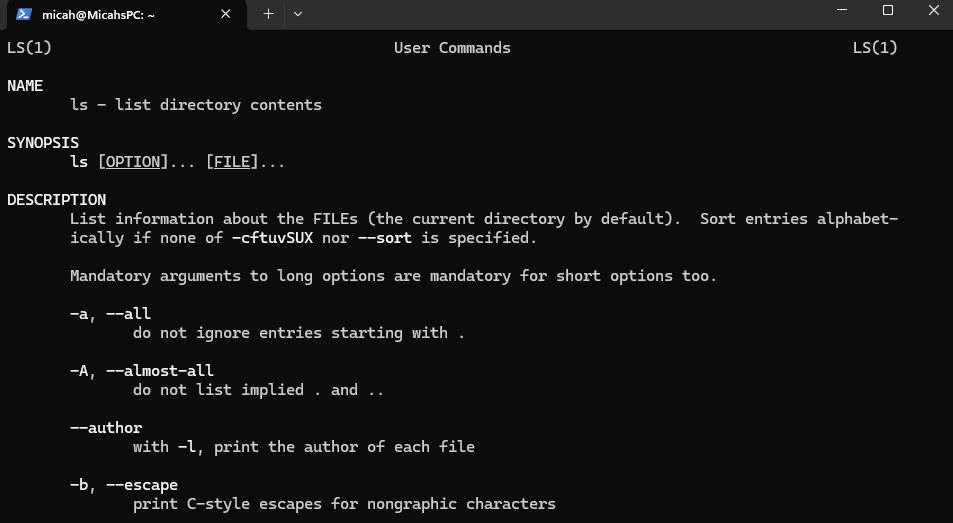 micah@MicahsPC: ~
LS(1) User Commands LS(1)
NAME
ls - list directory contents
SYNOPSIS
ls [OPTION]... [FILE]...
DESCRIPTION
List information about the FILEs (the current directory by default). Sort entries alphabet-
ically if none of -cftuvSUX nor --sort is specified.
Mandatory arguments to long options are mandatory for short options too.
-a, --all
do not ignore entries starting with .
-A, --almost-all
do not list implied . and ..
--author
with -l, print the author of each file
-b, --escape
print C-style escapes for nongraphic characters